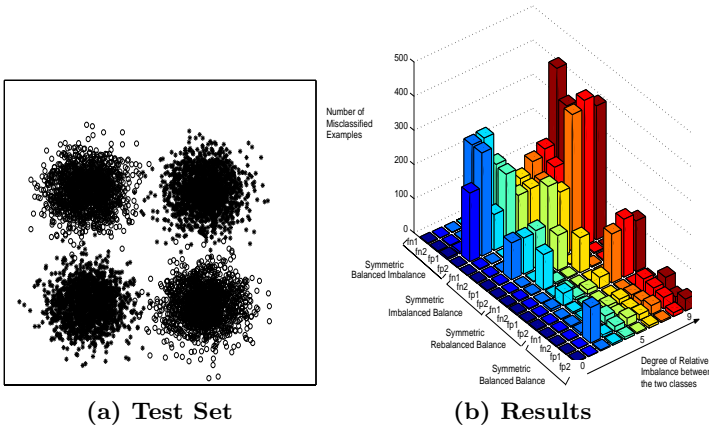 500
400
300
200
100
0
Number of
Misclassified
Examples
fn1
fn2
fp1
fp2
fn1
fn2
fp1
fp2
fn1
fn2
fp1
fp2
fn1
fn2
fp1
fp2
Symmetric
Balanced Imbalance
Symmetric
Imbalanced Balance
Symmetric
Rebalanced Balance
Symmetric
Balanced Balance
0
5
9
Degree of Relative
Imbalance between
the two classes
(a) Test Set
(b) Results